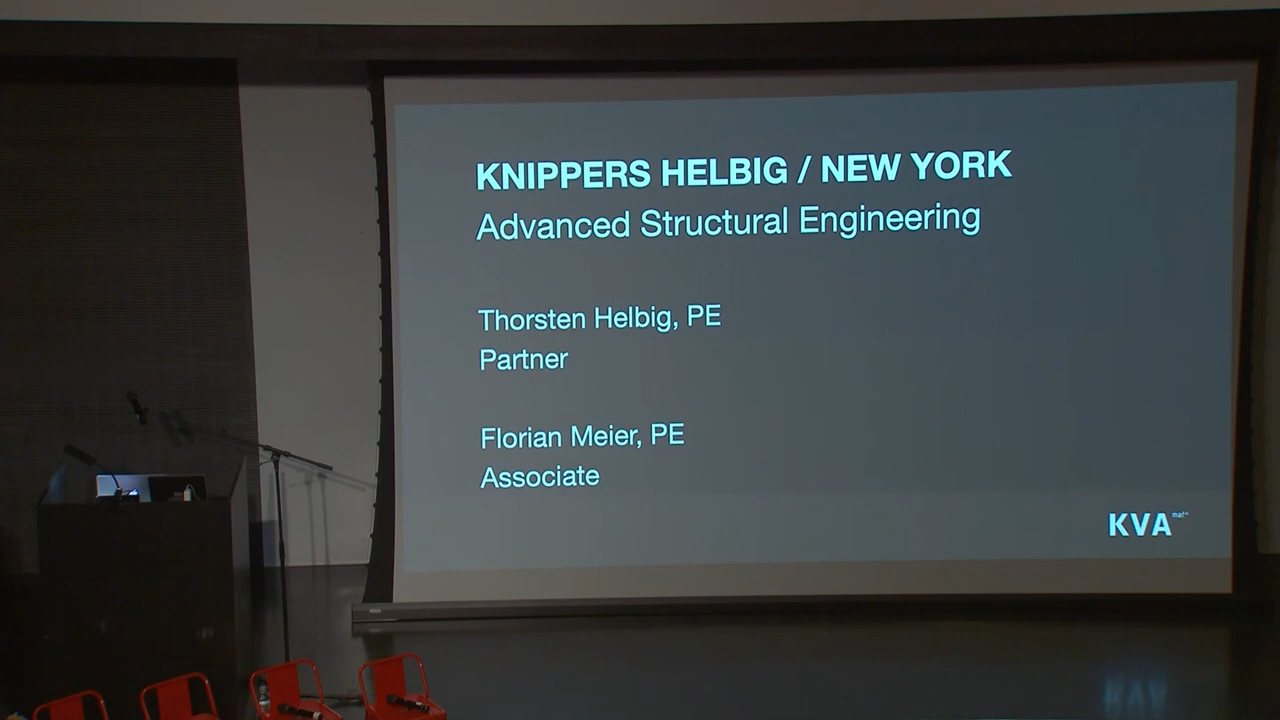 KNIPPERS HELBIG / NEW YORK
Advanced Structural Engineering
Thorsten Helbig, PE
Partner
Florian Meier, PE
Associate
KVA